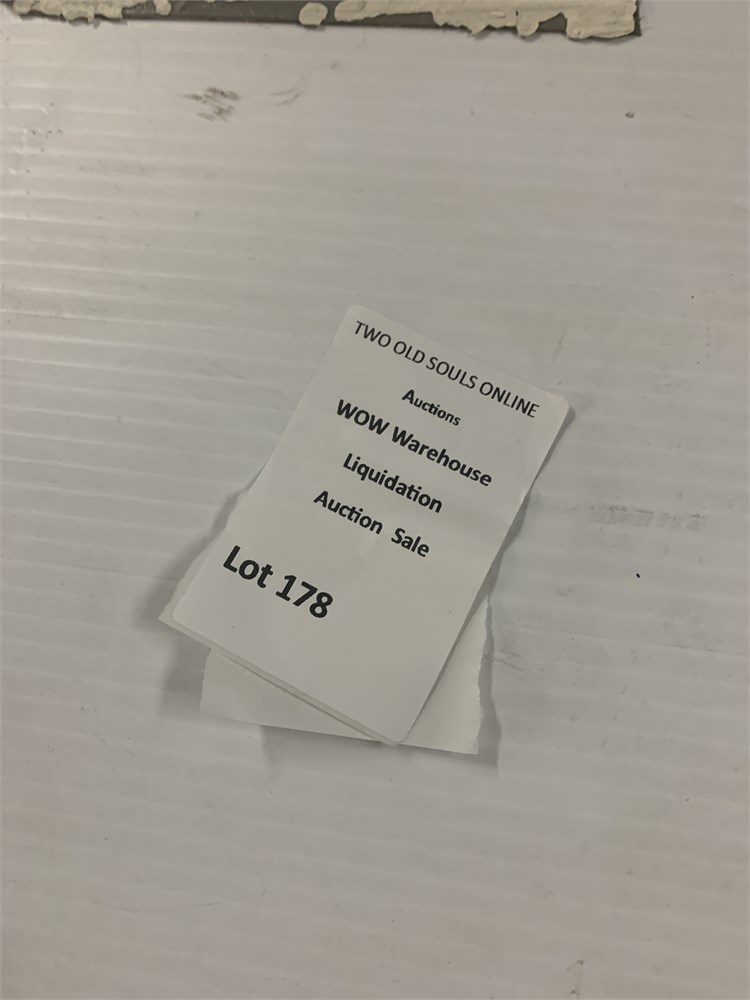 TWO OLD SOULS ONLINE
Auctions
WOW Warehouse
Liquidation
Auction Sale
Lot 178